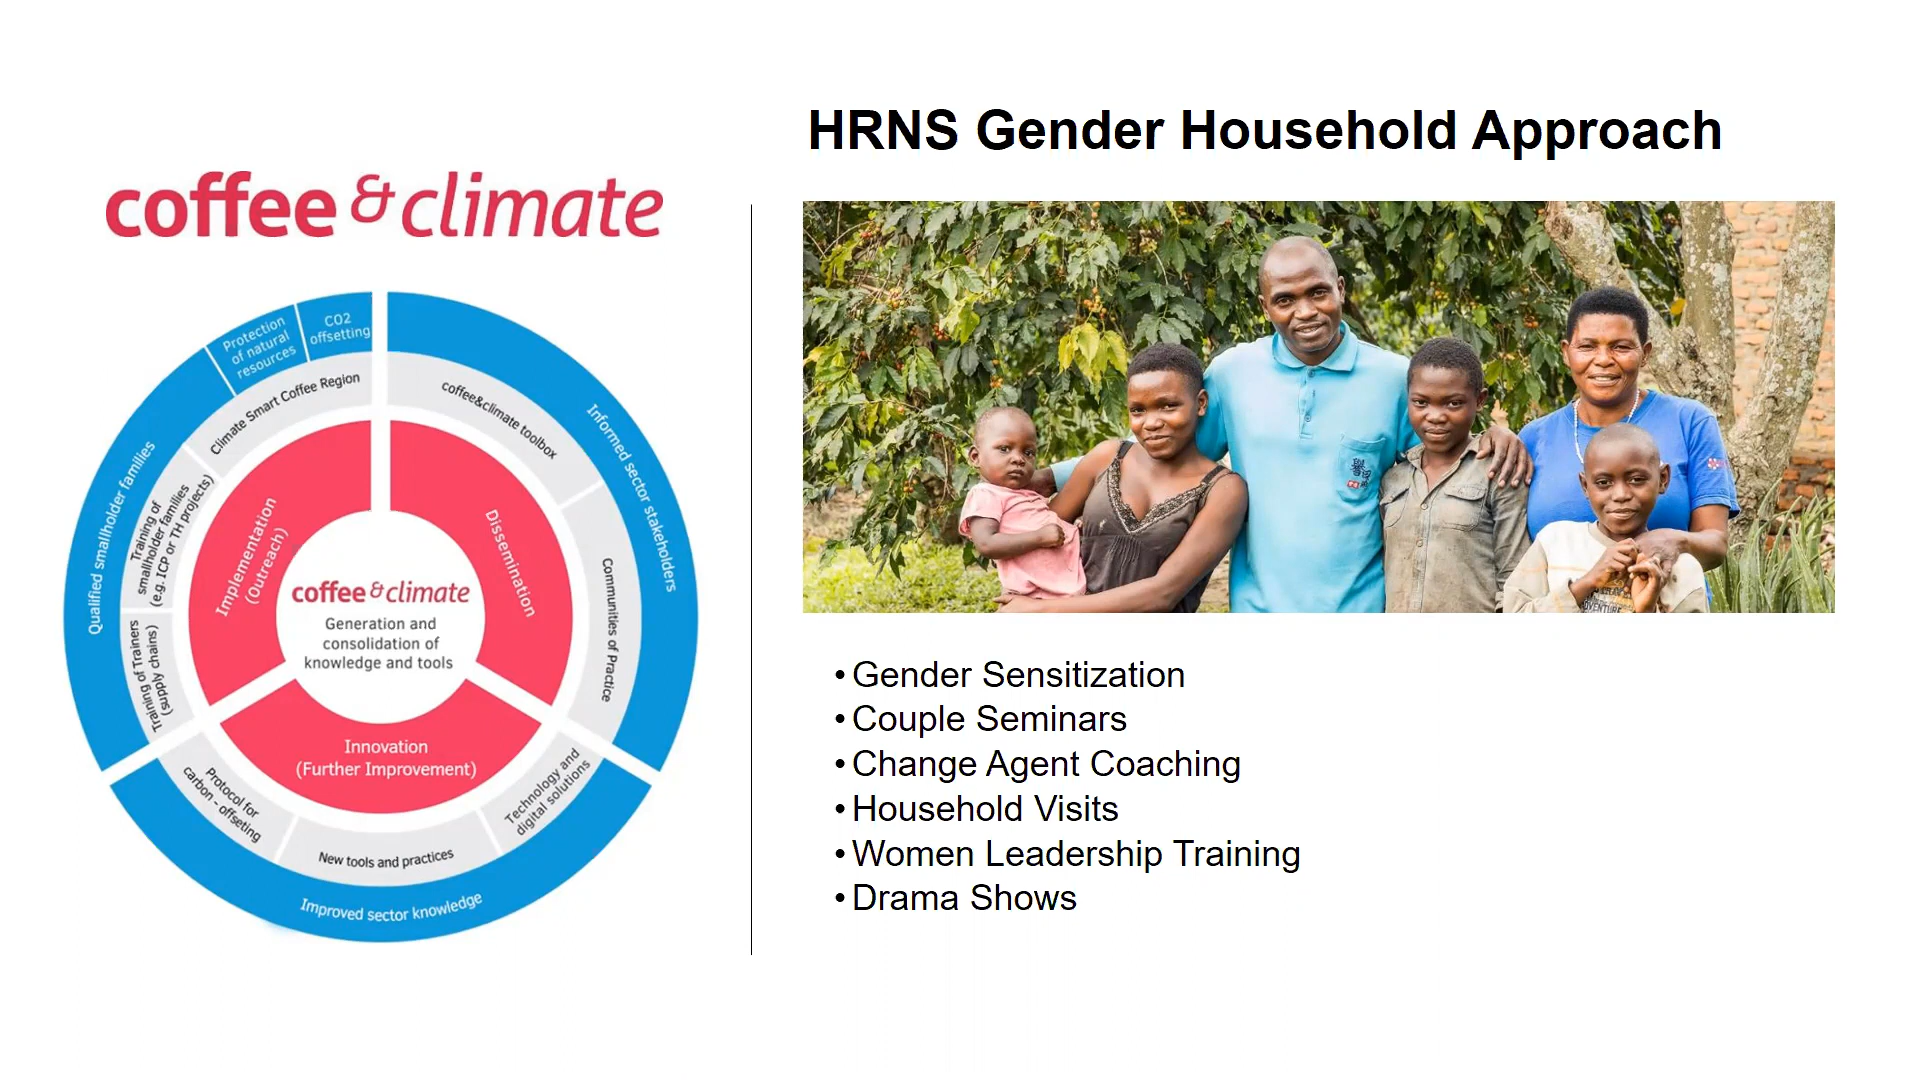 coffee & climate
Protection
of natural
resources
CO2
offsetting
Qualified smallholder families
Climate Smart Coffee Region
Training of
smallholder families
(e.g. ICP or TH projects)
Training of Trainers
(supply chains)
Implementation
(Outreach)
coffee&climate toolbox
Informed sector stakeholders
Communities of Practice
Dissemination
coffee & climate
Generation and
consolidation of
knowledge and tools
Innovation
(Further Improvement)
Protocol for
carbon - offseting
New tools and practices
Technology and
digital solutions
Improved sector knowledge
HRNS Gender Household Approach
ADVENTURE
• Gender Sensitization
• Couple Seminars
• Change Agent Coaching
• Household Visits
• Women Leadership Training
• Drama Shows